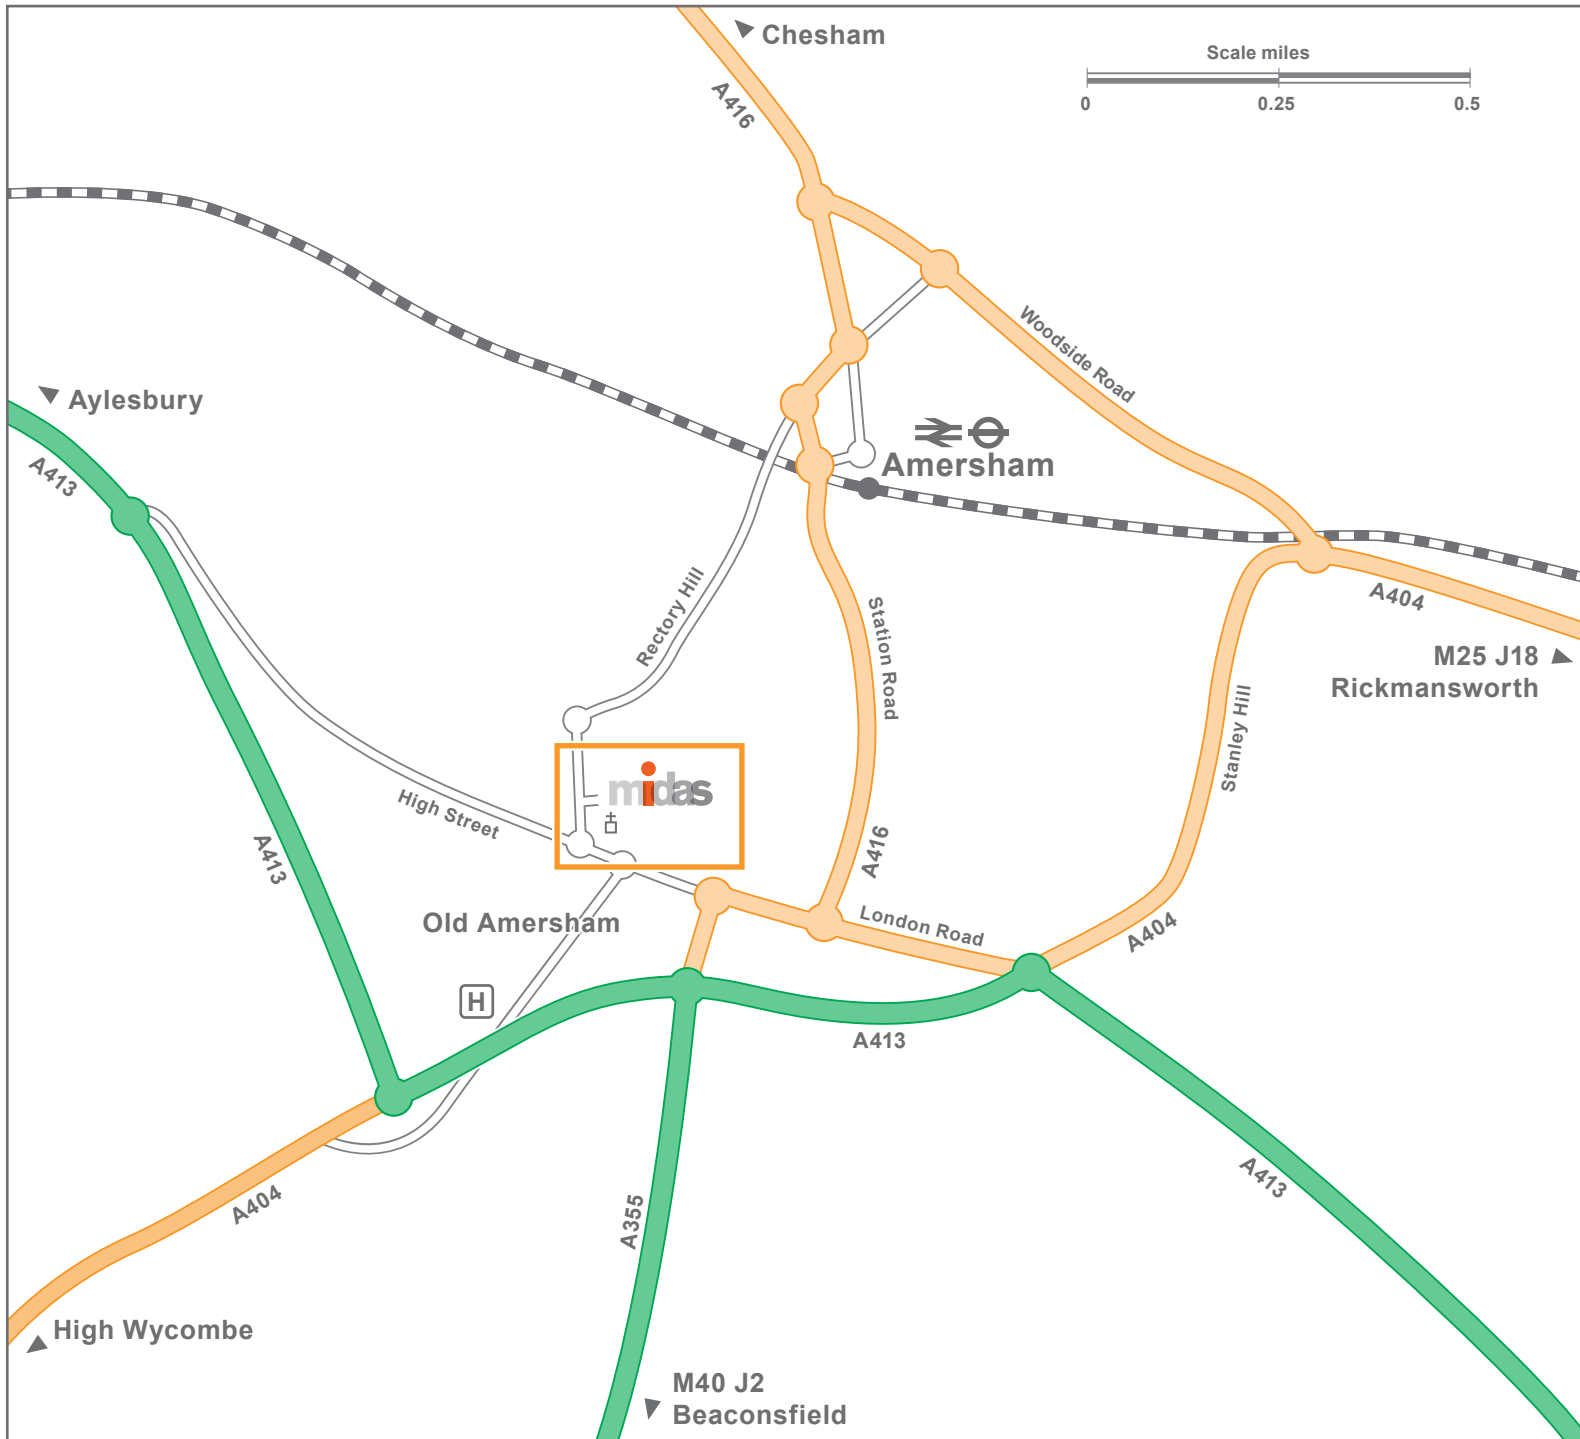 Chesham
Scale miles
0 0.25 0.5
A416
Woodside Road
Aylesbury
A413
Amersham
A404
M25 J18
Rickmansworth
Rectory Hill
Station Road
Stanley Hill
midas
High Street
A413
A416
Old Amersham
London Road
A404
H
A413
A413
A404
A355
High Wycombe
M40 J2
Beaconsfield